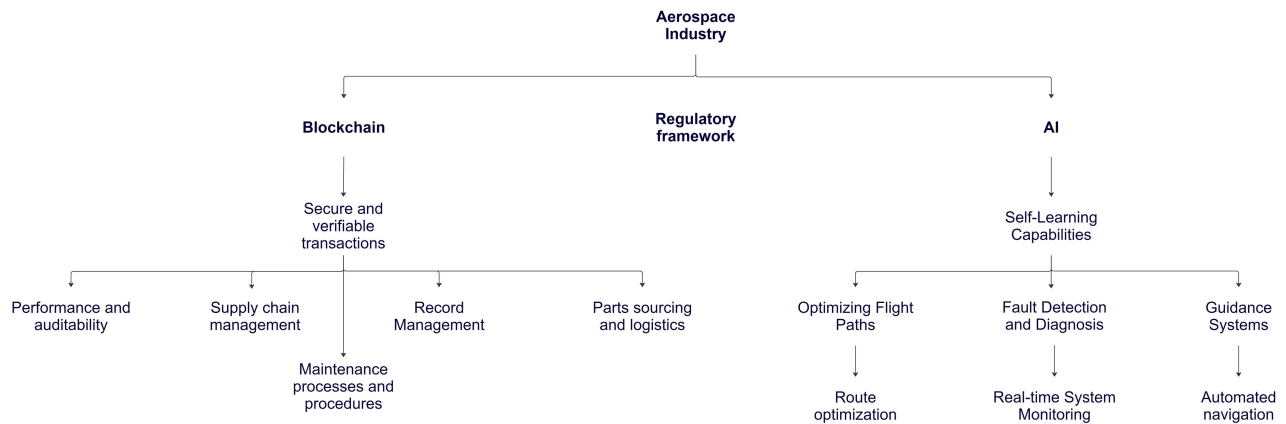 Aerospace
Industry
Blockchain
Regulatory
framework
AI
Secure and
verifiable
transactions
Self-Learning
Capabilities
Performance and
auditability
Supply chain
management
Record
Management
Parts sourcing
and logistics
Optimizing Flight
Paths
Fault Detection
and Diagnosis
Guidance
Systems
Maintenance
processes and
procedures
Route
optimization
Real-time System
Monitoring
Automated
navigation